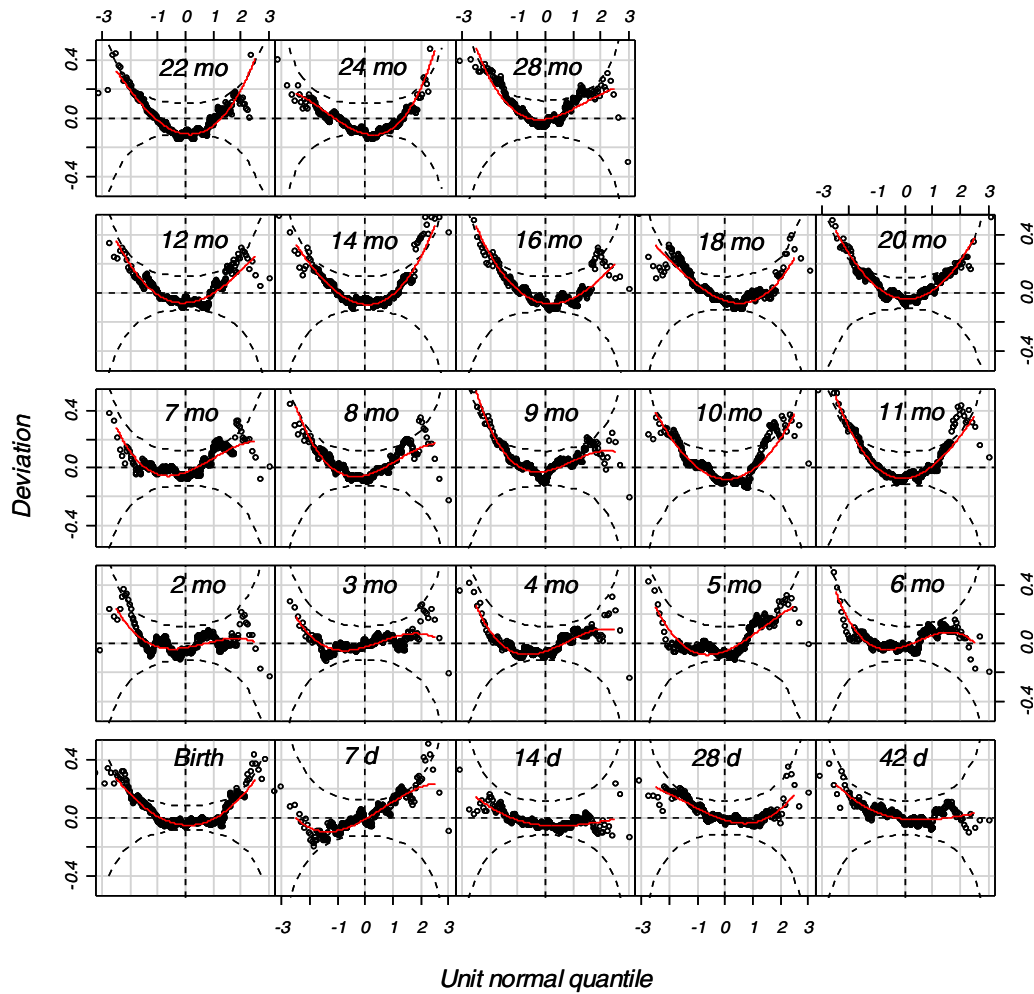 -3 -1 0 1 2 3 -3 -1 0 1 2 3
0.4 0.0 -0.4 22 mo 24 mo 28 mo
-3 -1 0 1 2 3
12 mo 14 mo 16 mo 18 mo 20 mo 0.4 0.0 -0.4
0.4 0.0 -0.4 7 mo 8 mo 9 mo 10 mo 11 mo
Deviation
2 mo 3 mo 4 mo 5 mo 6 mo 0.4 0.0 -0.4
0.4 0.0 -0.4 Birth 7 d 14 d 28 d 42 d
-3 -1 0 1 2 3 -3 -1 0 1 2 3
Unit normal quantile